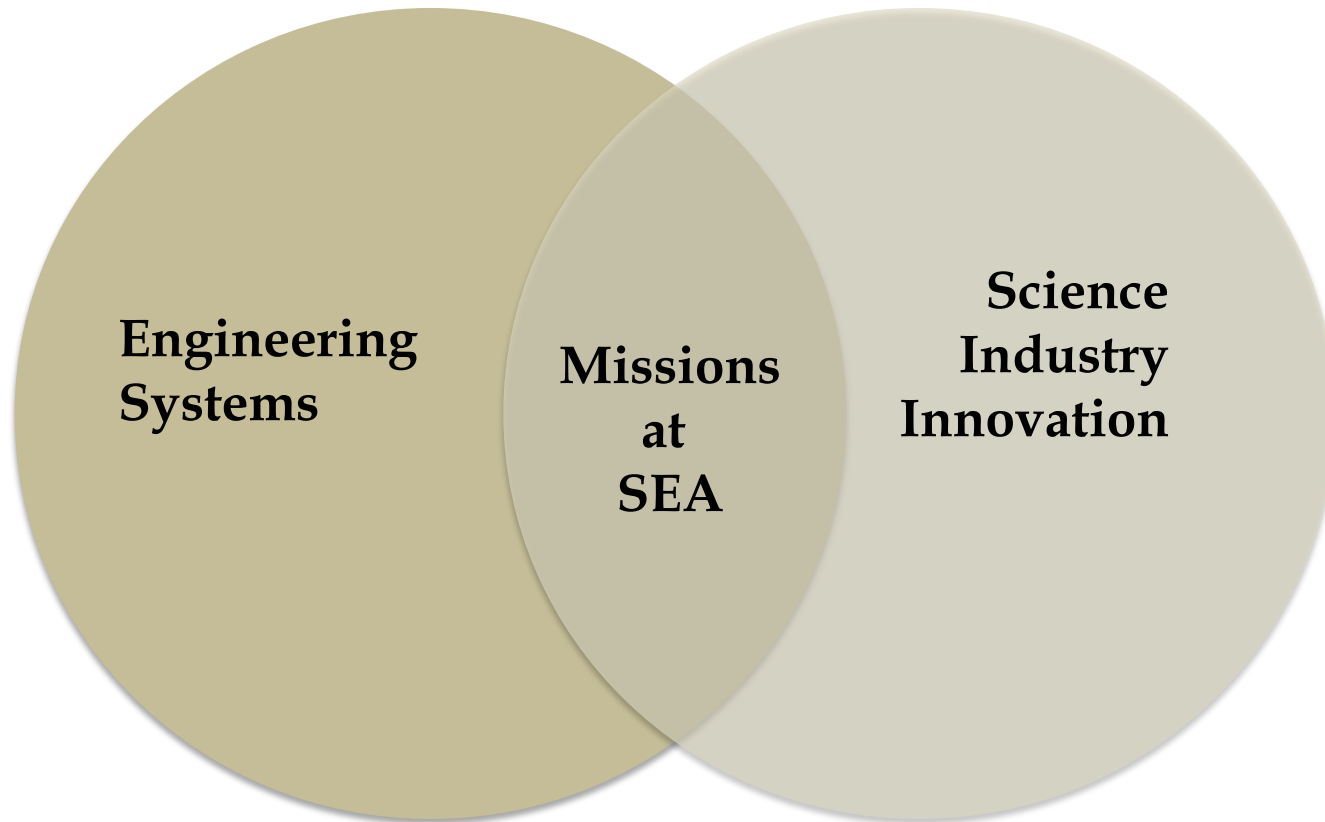 Engineering
Systems
Missions
at
SEA
Science
Industry
Innovation